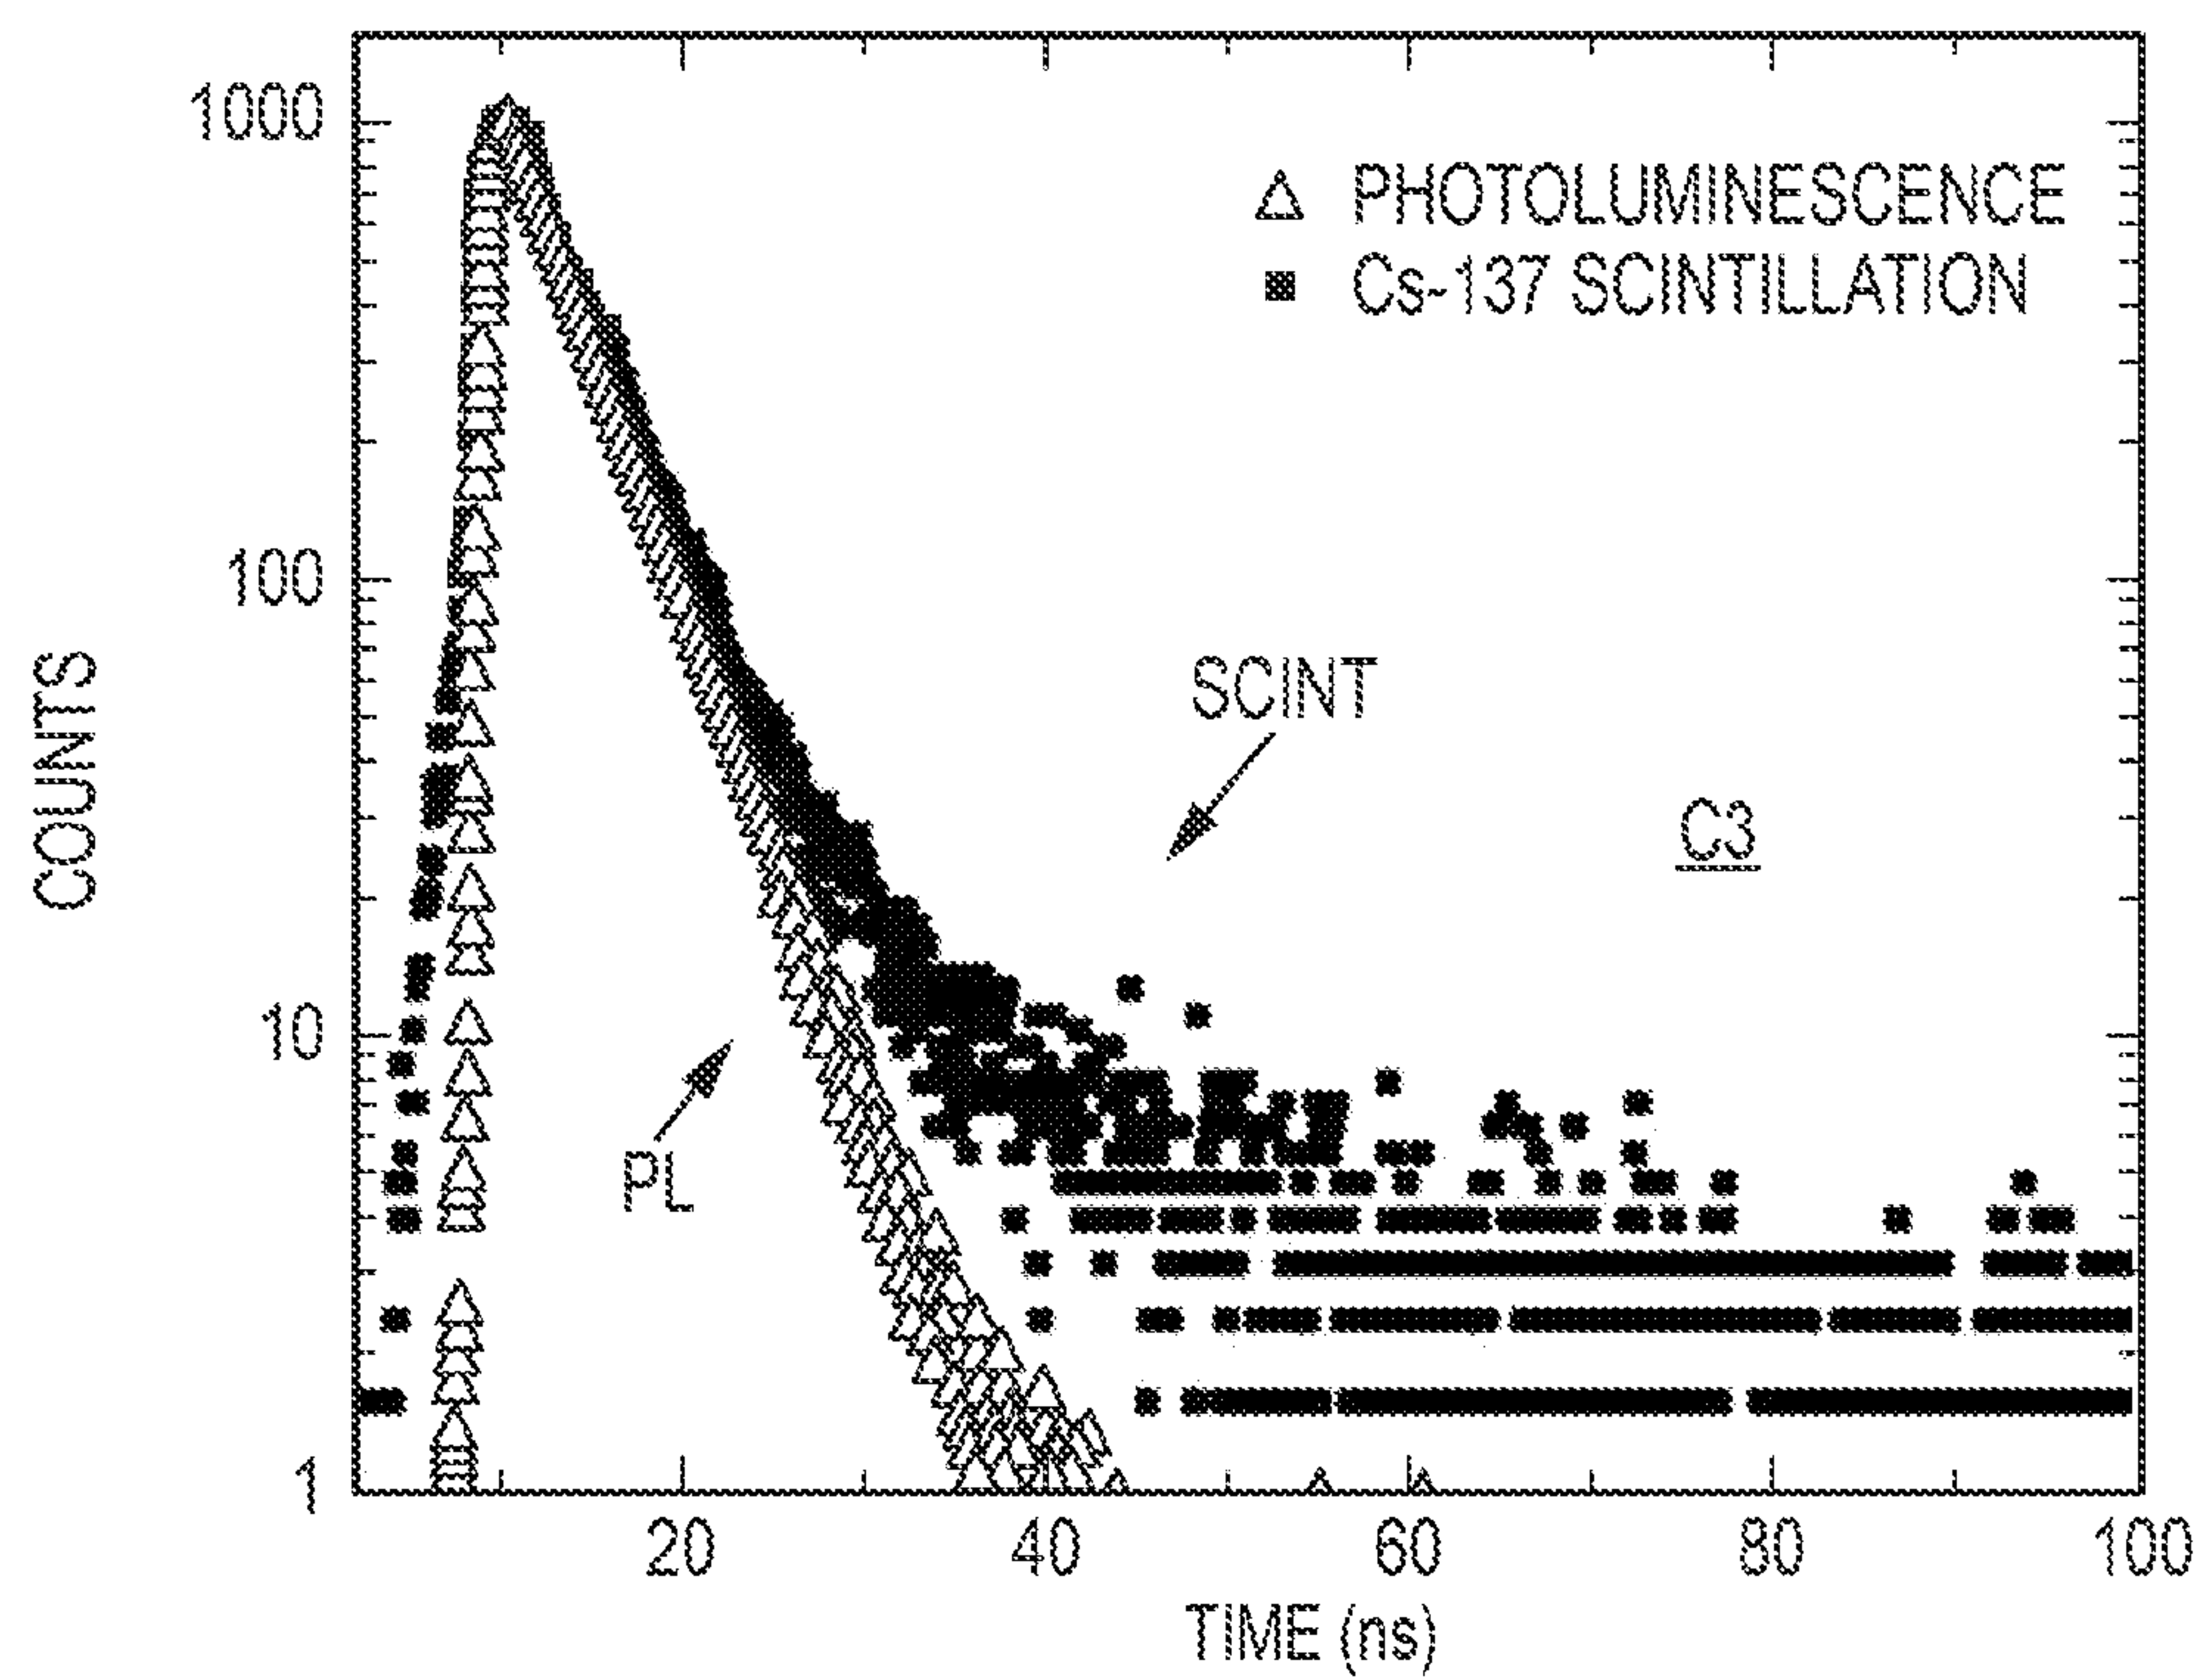 1000
△ PHOTOLUMINESCENCE
■ Cs-137 SCINTILLATION
100
COUNTS
SCINT
C3
10
PL
1
20 40 60 80 100
TIME (ns)